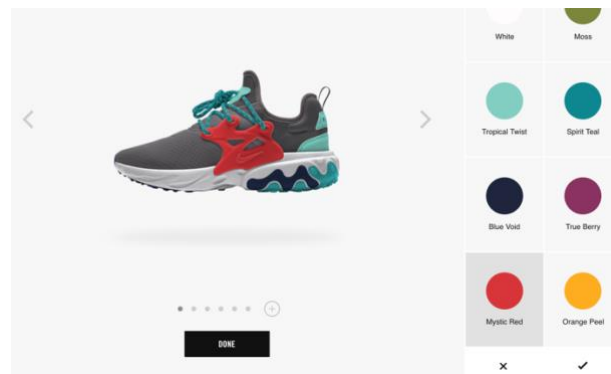 White
Moss
Tropical Twist
Spirit Teal
Blue Void
True Berry
Mystic Red
Orange Peel
DONE